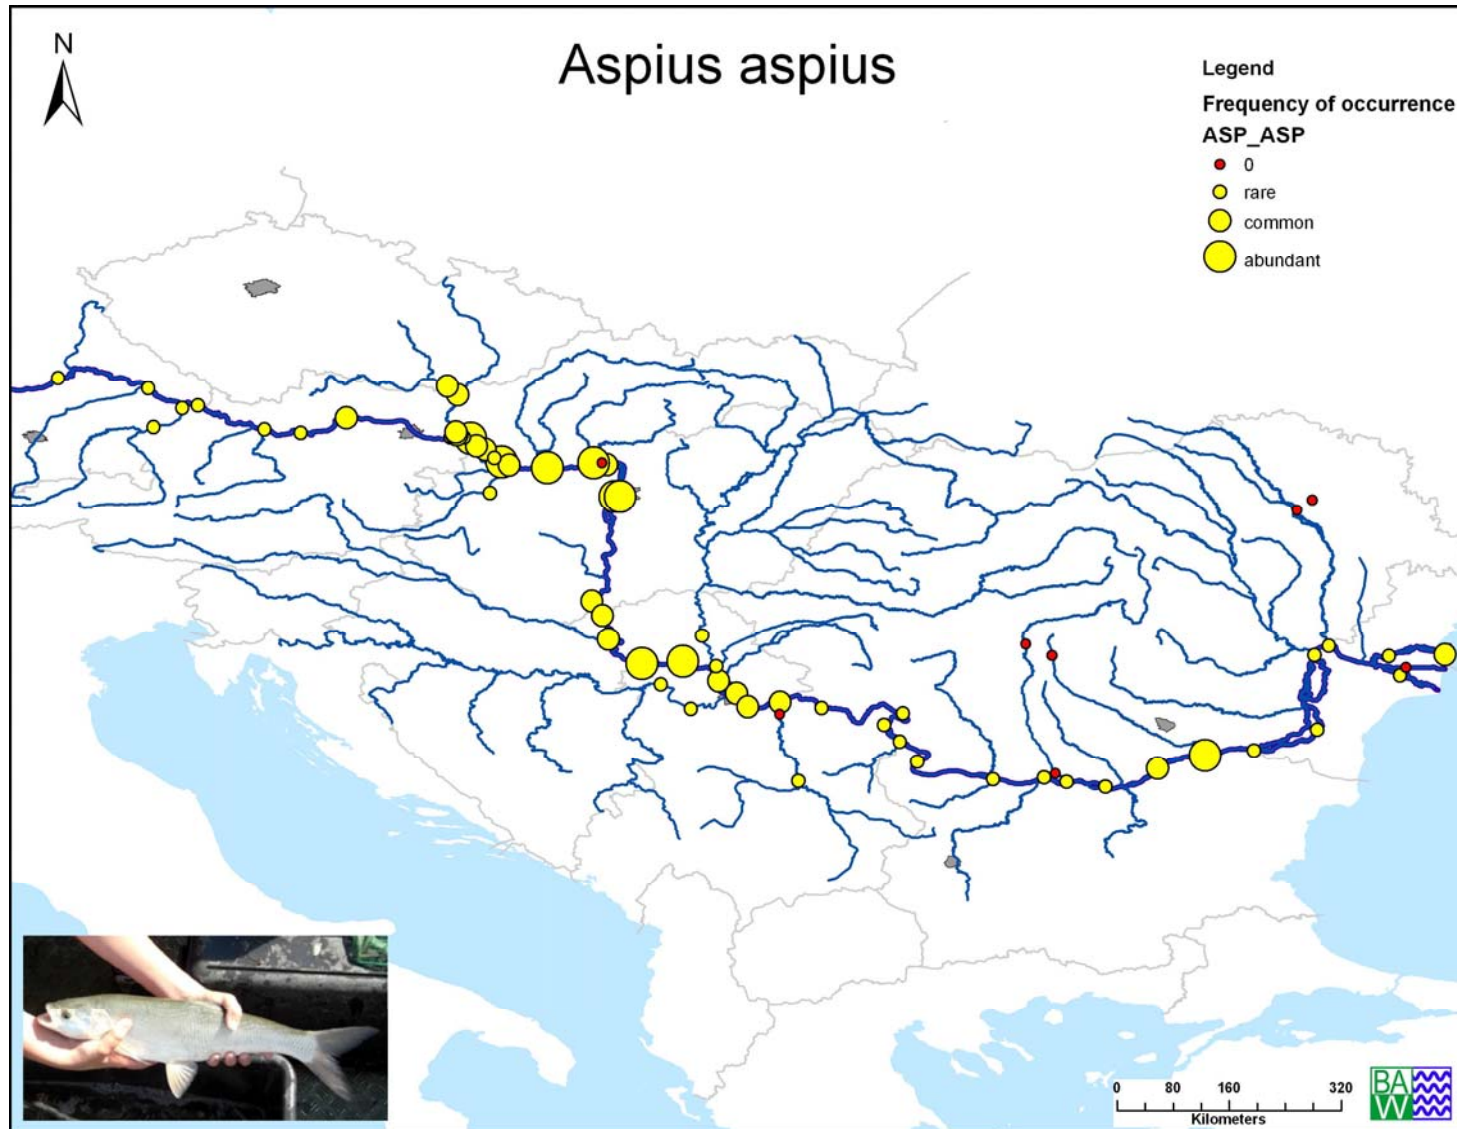 N
Aspius aspius
Legend
Frequency of occurrence
ASP_ASP
0
rare
common
abundant
0 80 160 320
Kilometers
BA
W